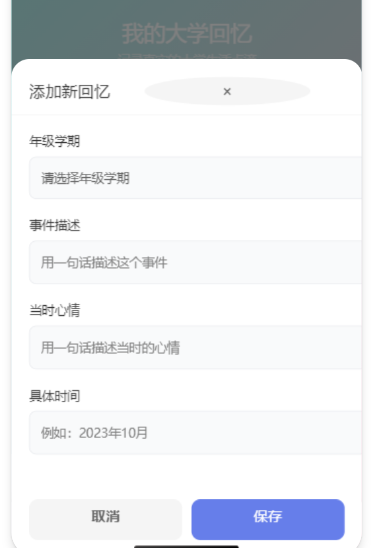 我的大学回忆
添加新回忆 ×
年级学期
请选择年级学期
事件描述
用一句话描述这个事件
当时心情
用一句话描述当时的心情
具体时间
例如：2023年10月
取消 保存